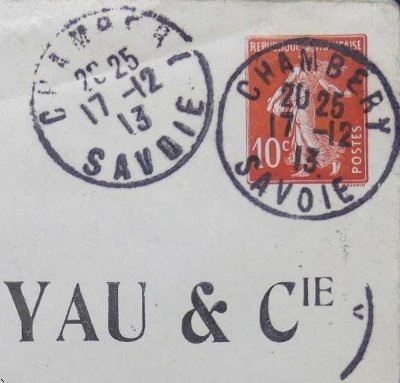 CHAMBERY
20 25
17 -12
13
SAVOIE
REPUBLIQUE FRANÇAISE
CHAMBERY
20 25
17 -12
13
SAVOIE
10c
POSTES
YAU & CIE